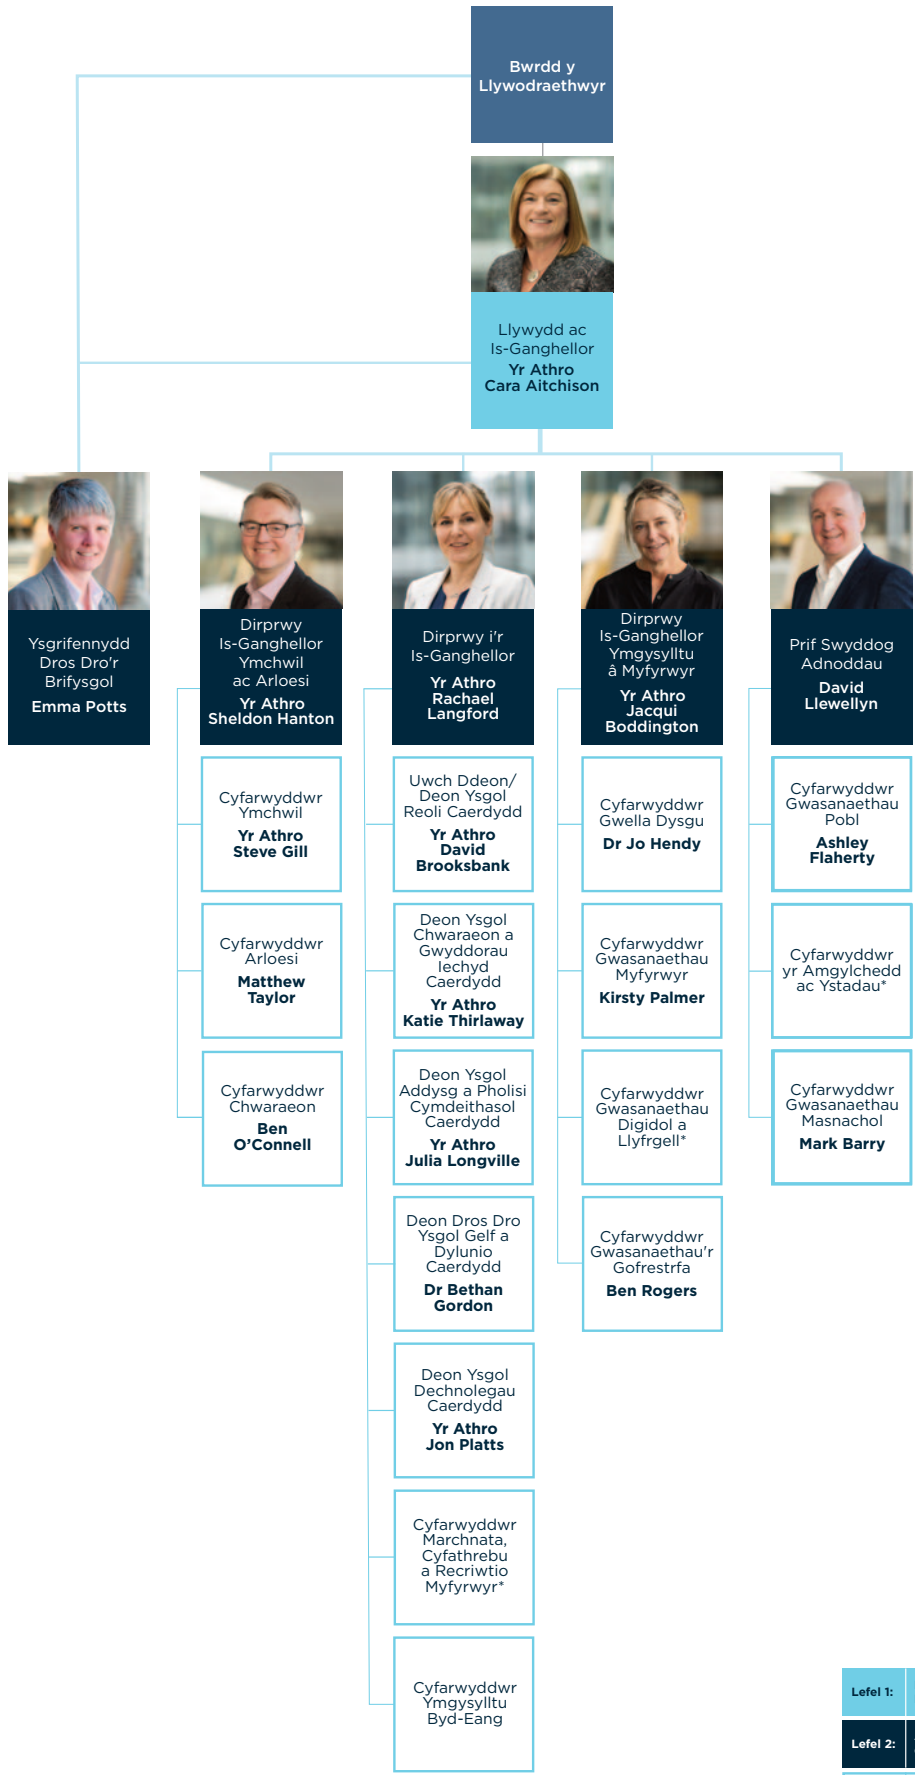 Bwrdd y
Llywodraethwyr
Llywydd ac
Is-Ganghellor
Yr Athro
Cara Aitchison
Ysgrifennydd
Dros Dro'r
Brifysgol
Emma Potts
Dirprwy
Is-Ganghellor
Ymchwil
ac Arloesi
Yr Athro
Sheldon Hanton
Dirprwy i'r
Is-Ganghellor
Yr Athro
Rachael
Langford
Dirprwy
Is-Ganghellor
Ymgysylltu
â Myfyrwyr
Yr Athro
Jacqui
Boddington
Prif Swyddog
Adnoddau
David
Llewellyn
Cyfarwyddwr
Ymchwil
Yr Athro
Steve Gill
Cyfarwyddwr
Arloesi
Matthew
Taylor
Cyfarwyddwr
Chwaraeon
Ben
O’Connell
Uwch Ddeon/
Deon Ysgol
Reoli Caerdydd
Yr Athro
David
Brooksbank
Deon Ysgol
Chwaraeon a
Gwyddorau
Iechyd
Caerdydd
Yr Athro
Katie Thirlaway
Deon Ysgol
Addysg a Pholisi
Cymdeithasol
Caerdydd
Yr Athro
Julia Longville
Deon Dros Dro
Ysgol Gelf a
Dylunio
Caerdydd
Dr Bethan
Gordon
Deon Ysgol
Dechnolegau
Caerdydd
Yr Athro
Jon Platts
Cyfarwyddwr
Marchnata,
Cyfathrebu
a Recriwtio
Myfyrwyr*
Cyfarwyddwr
Ymgysylltu
Byd-Eang
Cyfarwyddwr
Gwella Dysgu
Dr Jo Hendy
Cyfarwyddwr
Gwasanaethau
Myfyrwyr
Kirsty Palmer
Cyfarwyddwr
Gwasanaethau
Digidol a
Llyfrgell*
Cyfarwyddwr
Gwasanaethau'r
Gofrestrfa
Ben Rogers
Cyfarwyddwr
Gwasanaethau
Pobl
Ashley
Flaherty
Cyfarwyddwr
yr Amgylchedd
ac Ystadau*
Cyfarwyddwr
Gwasanaethau
Masnachol
Mark Barry
Lefel 1:
Lefel 2: